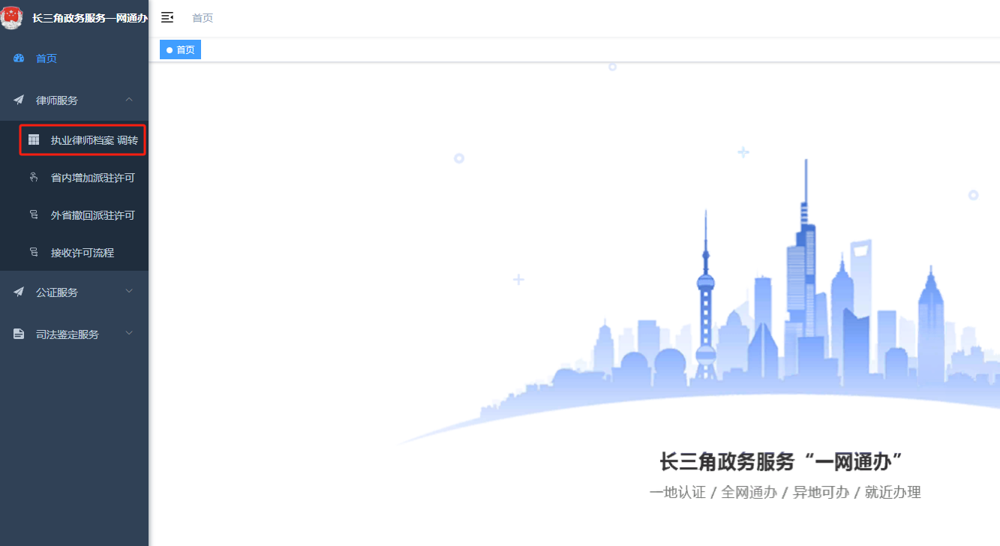 长三角政务服务一网通办
首页
首页
首页
律师服务
执业律师档案 调转
省内增加派驻许可
外省撤回派驻许可
接收许可流程
公证服务
司法鉴定服务
长三角政务服务“一网通办”
一地认证 / 全网通办 / 异地可办 / 就近办理